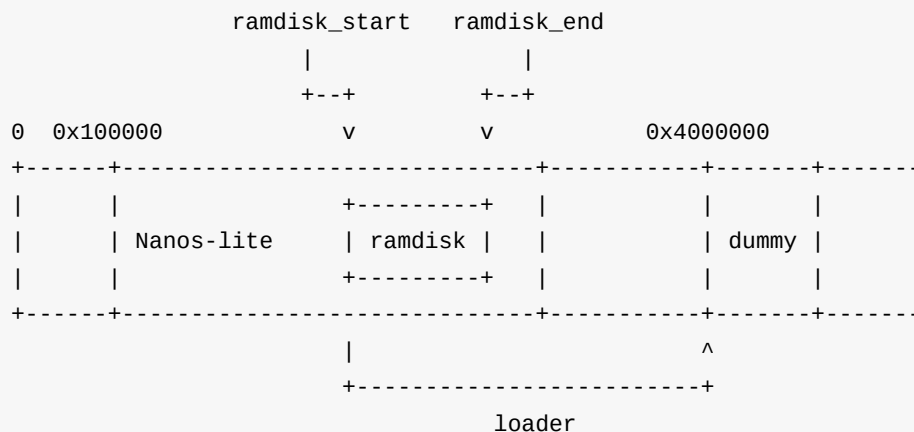 ramdisk_start ramdisk_end
| |
+--+ +--+
0 0x100000 v v 0x4000000
+------+-----------------------------+-----------+-------+-------
| | +---------+ | | |
| | Nanos-lite | ramdisk | | | dummy |
| | +---------+ | | |
+------+-----------------------------+-----------+-------+-------
| ^
+-------------------------+
loader